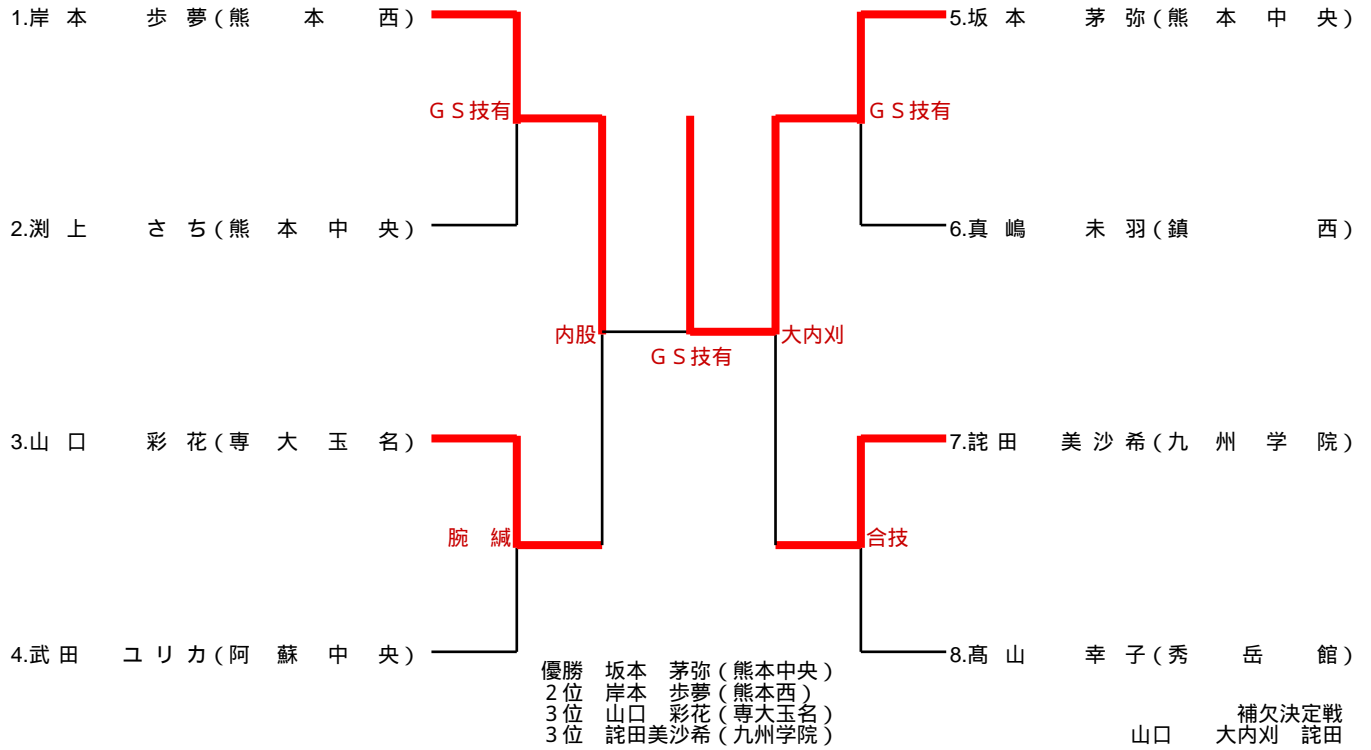 1.岸本 歩夢(熊本西)
GS技有
2.渕上 さち(熊本中央)
内股
3.山口 彩花(専大玉名)
腕緘
4.武田 ユリカ(阿蘇中央)
GS技有
5.坂本 茅弥(熊本中央)
GS技有
6.真嶋 未羽(鎮西)
大内刈
7.詫田 美沙希(九州学院)
合技
8.髙山 幸子(秀岳館)
優勝 坂本 茅弥(熊本中央)
2位 岸本 歩夢(熊本西)
3位 山口 彩花(専大玉名)
3位 詫田美沙希(九州学院)
補欠決定戦
山口 大内刈 詫田